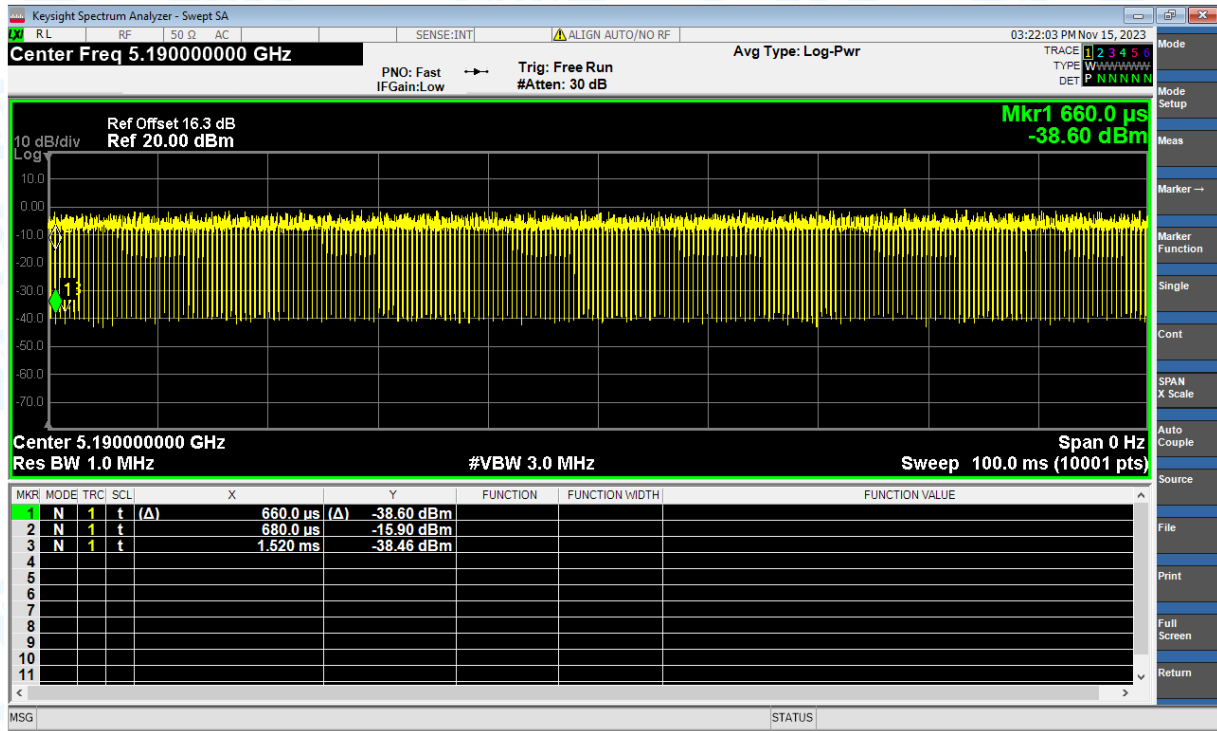 Keysight Spectrum Analyzer - Swept SA
LXI RL RF 50 Ω AC SENSE:INT ALIGN AUTO/NO RF 03:22:03 PM Nov 15, 2023
Center Freq 5.190000000 GHz
PNO: Fast
IFGain:Low
Trig: Free Run
#Atten: 30 dB
Avg Type: Log-Pwr
TRACE 1 2 3 4 5 6
TYPE WWWWWW
DET P N N N N N
Mkr1 660.0 µs
-38.60 dBm
Ref Offset 16.3 dB
10 dB/div Ref 20.00 dBm
Log
10.0
0.00
-10.0
-20.0
-30.0
-40.0
-50.0
-60.0
-70.0
1
3
Center 5.190000000 GHz Span 0 Hz
Res BW 1.0 MHz #VBW 3.0 MHz Sweep 100.0 ms (10001 pts)
MKR MODE TRC SCL X Y FUNCTION FUNCTION WIDTH FUNCTION VALUE
1 N 1 t (Δ) 660.0 µs (Δ) -38.60 dBm
2 N 1 t 680.0 µs -15.90 dBm
3 N 1 t 1.520 ms -38.46 dBm
4
5
6
7
8
9
10
11
MSG STATUS
Mode
Mode Setup
Meas
Marker →
Marker Function
Single
Cont
SPAN X Scale
Auto Couple
Source
File
Print
Full Screen
Return